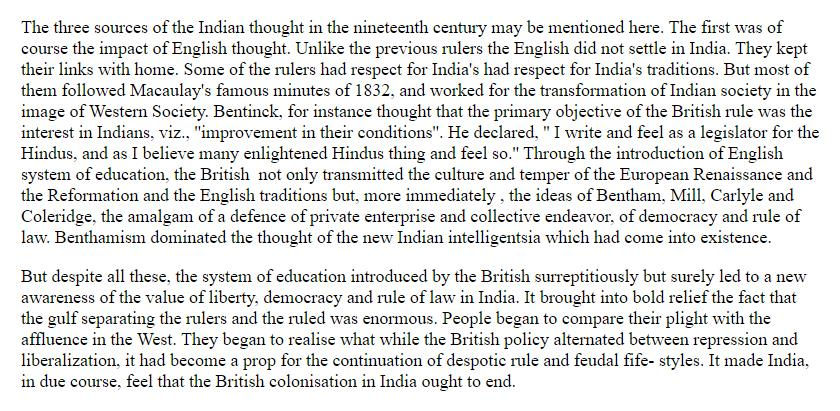 The three sources of the Indian thought in the nineteenth century may be mentioned here. The first was of
course the impact of English thought. Unlike the previous rulers the English did not settle in India. They kept
their links with home. Some of the rulers had respect for India's had respect for India's traditions. But most of
them followed Macaulay's famous minutes of 1832, and worked for the transformation of Indian society in the
image of Western Society. Bentinck, for instance thought that the primary objective of the British rule was the
interest in Indians, viz., "improvement in their conditions". He declared, " I write and feel as a legislator for the
Hindus, and as I believe many enlightened Hindus thing and feel so." Through the introduction of English
system of education, the British  not only transmitted the culture and temper of the European Renaissance and
the Reformation and the English traditions but, more immediately , the ideas of Bentham, Mill, Carlyle and
Coleridge, the amalgam of a defence of private enterprise and collective endeavor, of democracy and rule of
law. Benthamism dominated the thought of the new Indian intelligentsia which had come into existence.

But despite all these, the system of education introduced by the British surreptitiously but surely led to a new
awareness of the value of liberty, democracy and rule of law in India. It brought into bold relief the fact that
the gulf separating the rulers and the ruled was enormous. People began to compare their plight with the
affluence in the West. They began to realise what while the British policy alternated between repression and
liberalization, it had become a prop for the continuation of despotic rule and feudal fife- styles. It made India,
in due course, feel that the British colonisation in India ought to end.